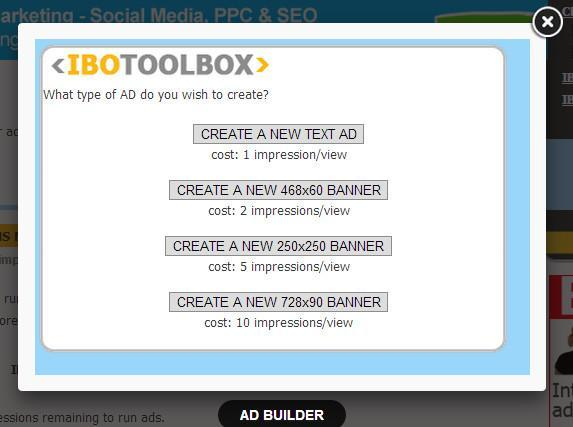 arketing - Social Media, PPC & SEO
<IBOTOOLBOX>
What type of AD do you wish to create?
CREATE A NEW TEXT AD
cost: 1 impression/view
CREATE A NEW 468x60 BANNER
cost: 2 impressions/view
CREATE A NEW 250x250 BANNER
cost: 5 impressions/view
CREATE A NEW 728x90 BANNER
cost: 10 impressions/view
essions remaining to run ads.
AD BUILDER